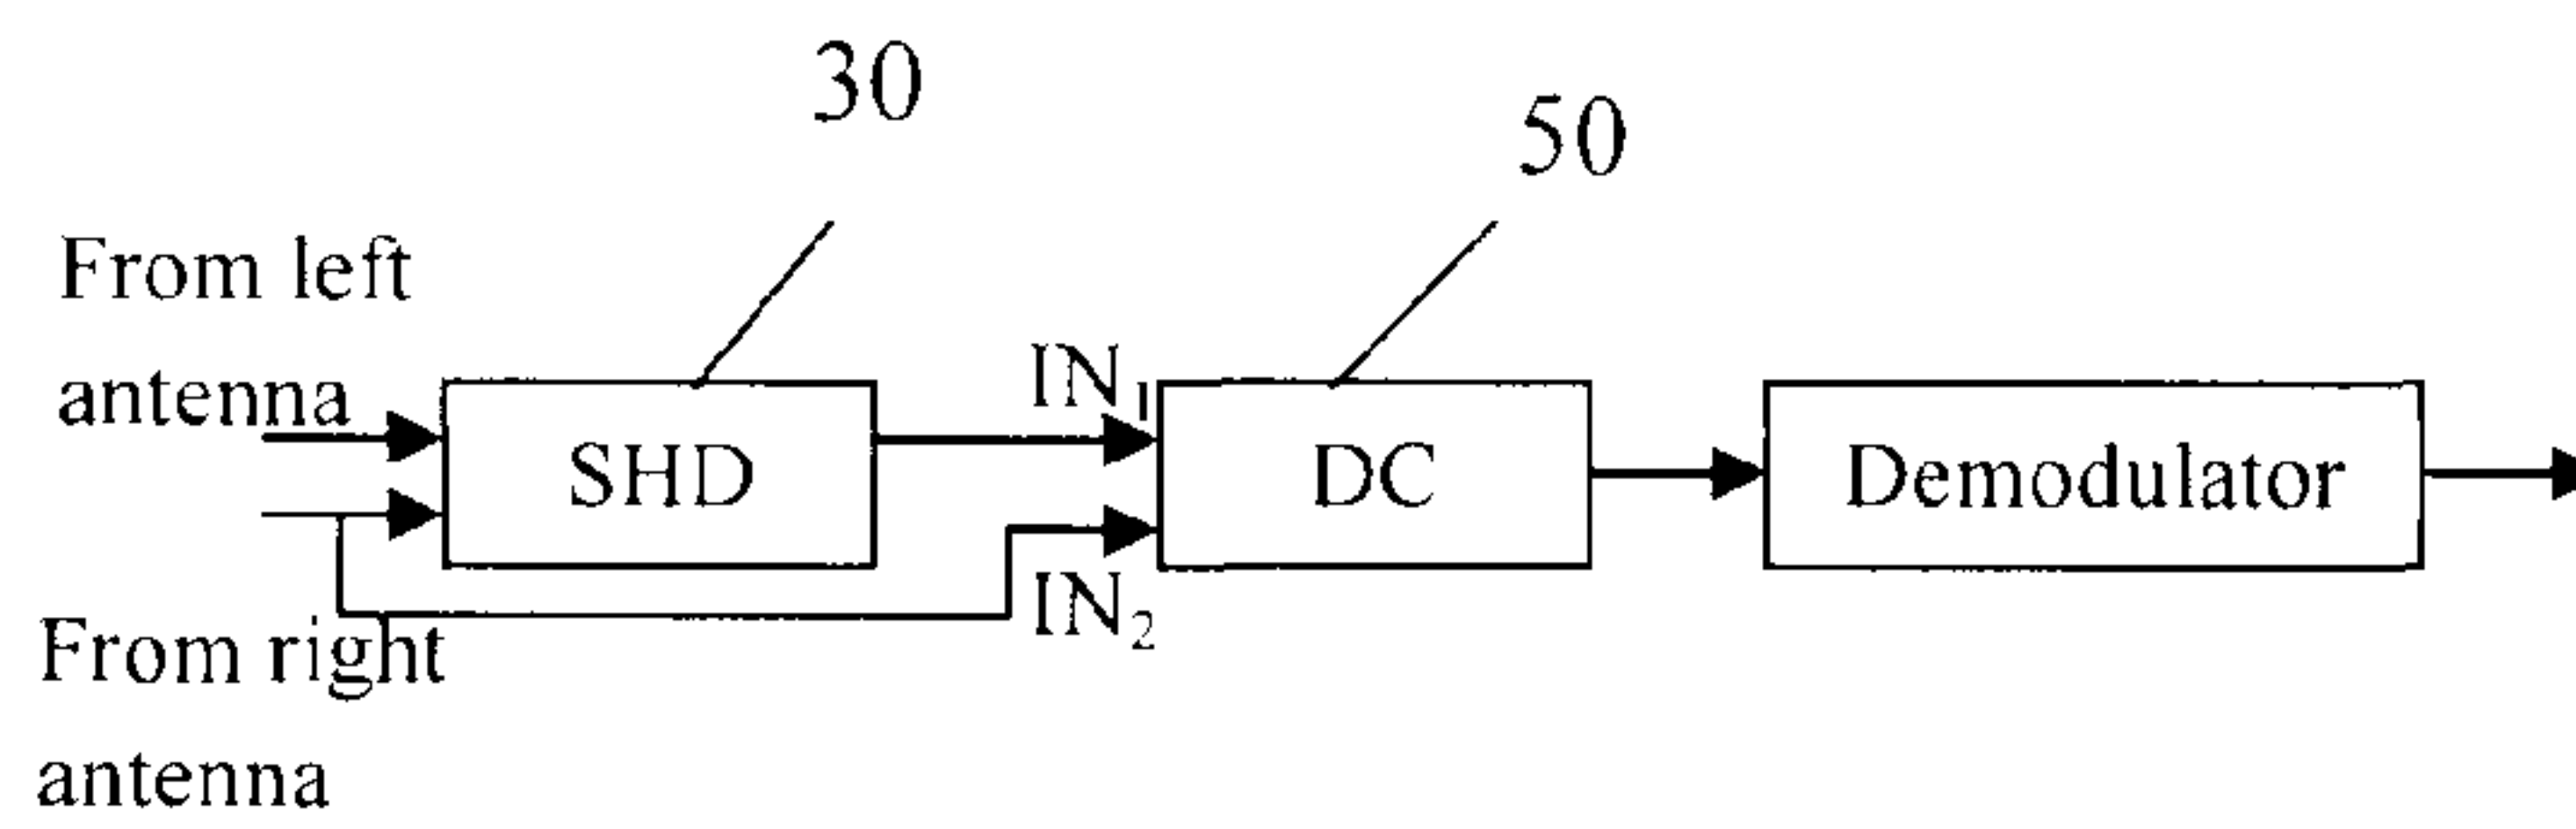 30
50
From left
antenna
IN₁
SHD
DC
Demodulator
IN₂
From right
antenna